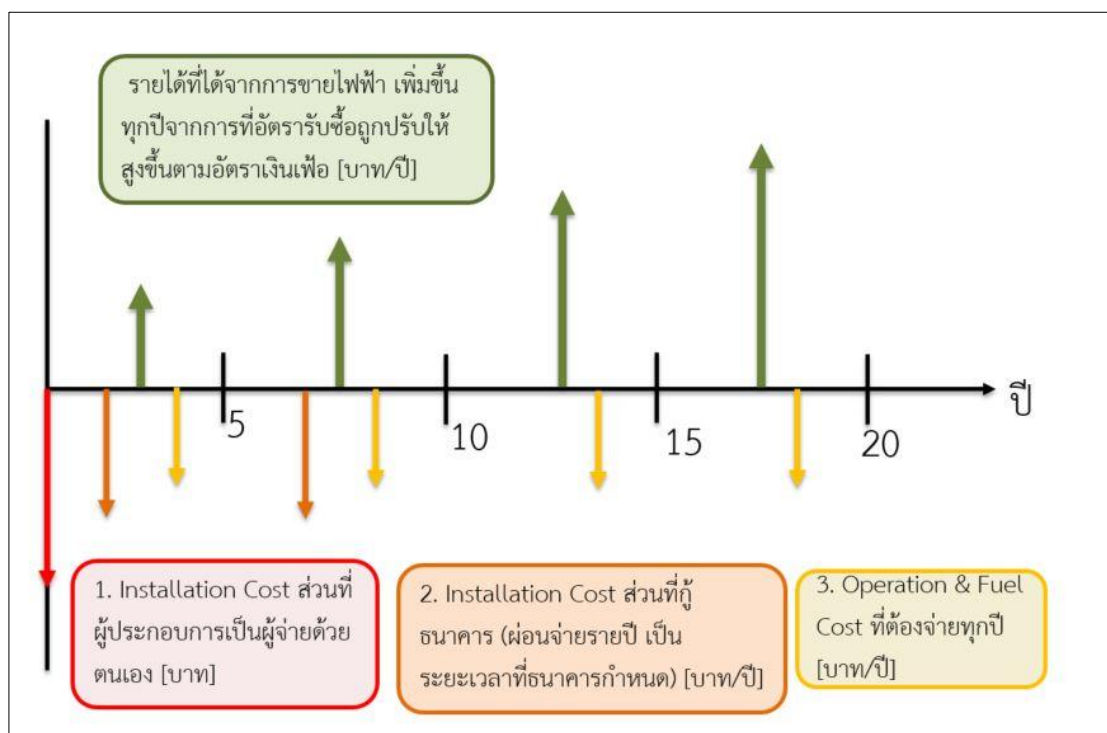 รายได้ที่ได้จากการขายไฟฟ้า เพิ่มขึ้น
ทุกปีจากการที่อัตรารับซื้อถูกปรับให้
สูงขึ้นตามอัตราเงินเฟ้อ [บาท/ปี]
ปี
5
10
15
20
1. Installation Cost ส่วนที่
ผู้ประกอบการเป็นผู้จ่ายด้วย
ตนเอง [บาท]
2. Installation Cost ส่วนที่กู้
ธนาคาร (ผ่อนจ่ายรายปี เป็น
ระยะเวลาที่ธนาคารกำหนด) [บาท/ปี]
3. Operation & Fuel
Cost ที่ต้องจ่ายทุกปี
[บาท/ปี]